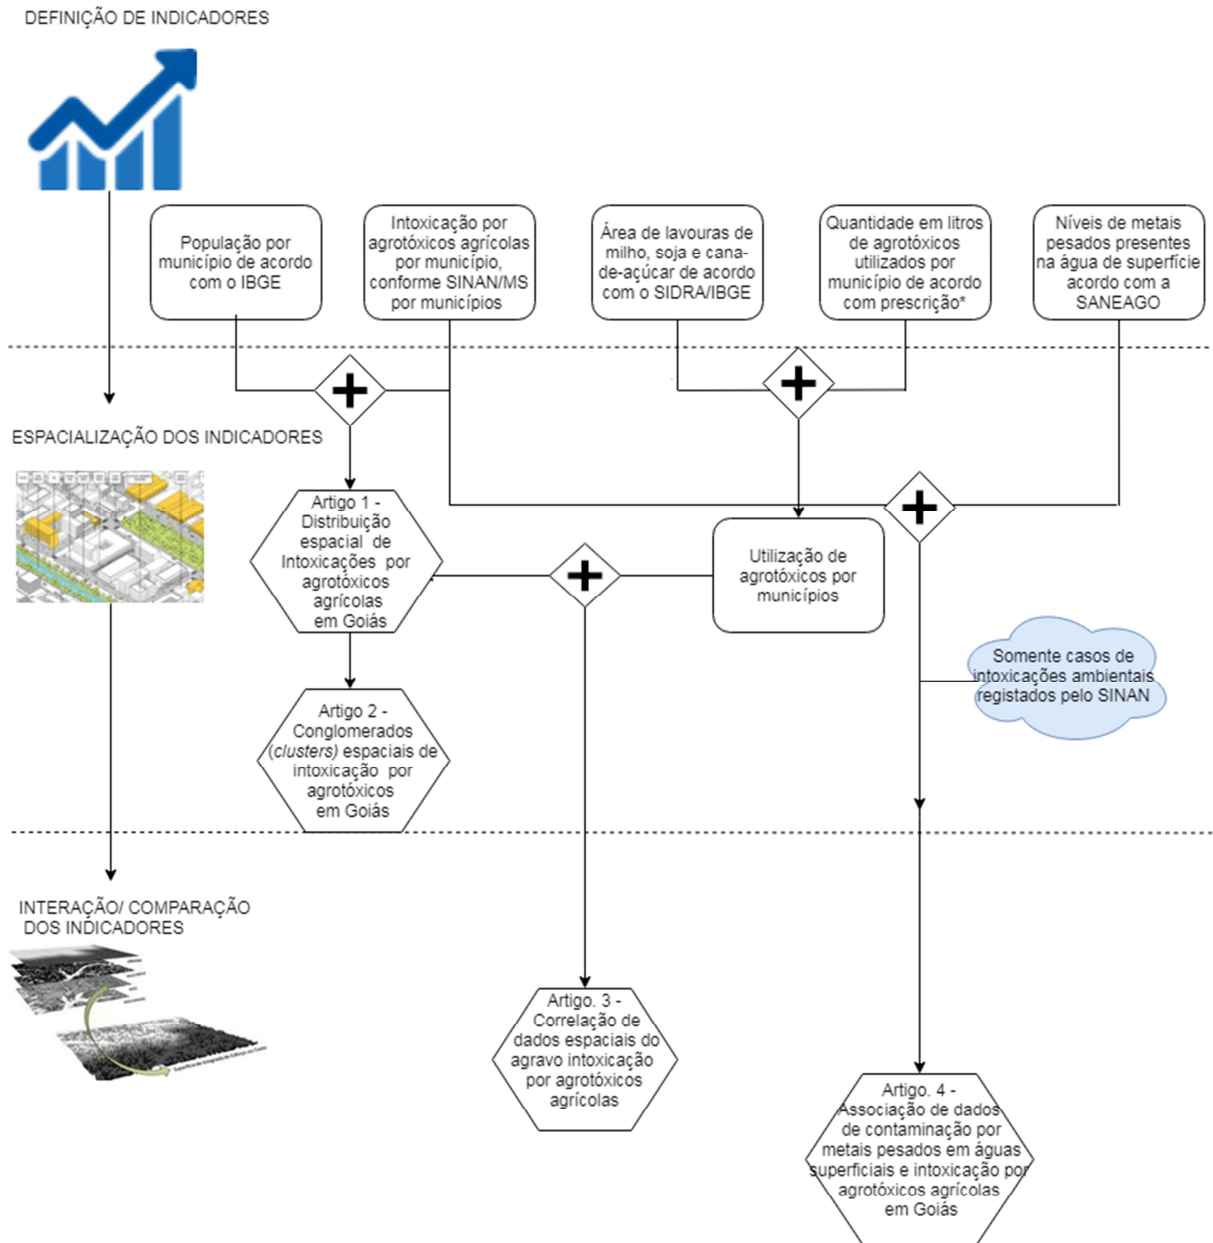 DEFINIÇÃO DE INDICADORES
População por
município de acordo
com o IBGE
Intoxicação por
agrotóxicos agrícolas
por município,
conforme SINAN/MS
por municípios
Área de lavouras de
milho, soja e cana-
de-açúcar de acordo
com o SIDRA/IBGE
Quantidade em litros
de agrotóxicos
utilizados por
município de acordo
com prescrição*
Níveis de metais
pesados presentes
na água de superfície
acordo com a
SANEAGO
ESPACIALIZAÇÃO DOS INDICADORES
Artigo 1 -
Distribuição
espacial de
Intoxicações por
agrotóxicos
agrícolas
em Goiás
Utilização de
agrotóxicos por
municípios
Somente casos de
intoxicações ambientais
registados pelo SINAN
Artigo 2 -
Conglomerados
(clusters) espaciais de
intoxicação por
agrotóxicos
em Goiás
INTERAÇÃO/ COMPARAÇÃO
DOS INDICADORES
Artigo. 3 -
Correlação de
dados espaciais do
agravo intoxicação
por agrotóxicos
agrícolas
Artigo. 4 -
Associação de dados
de contaminação por
metais pesados em águas
superficiais e intoxicação por
agrotóxicos agrícolas
em Goiás